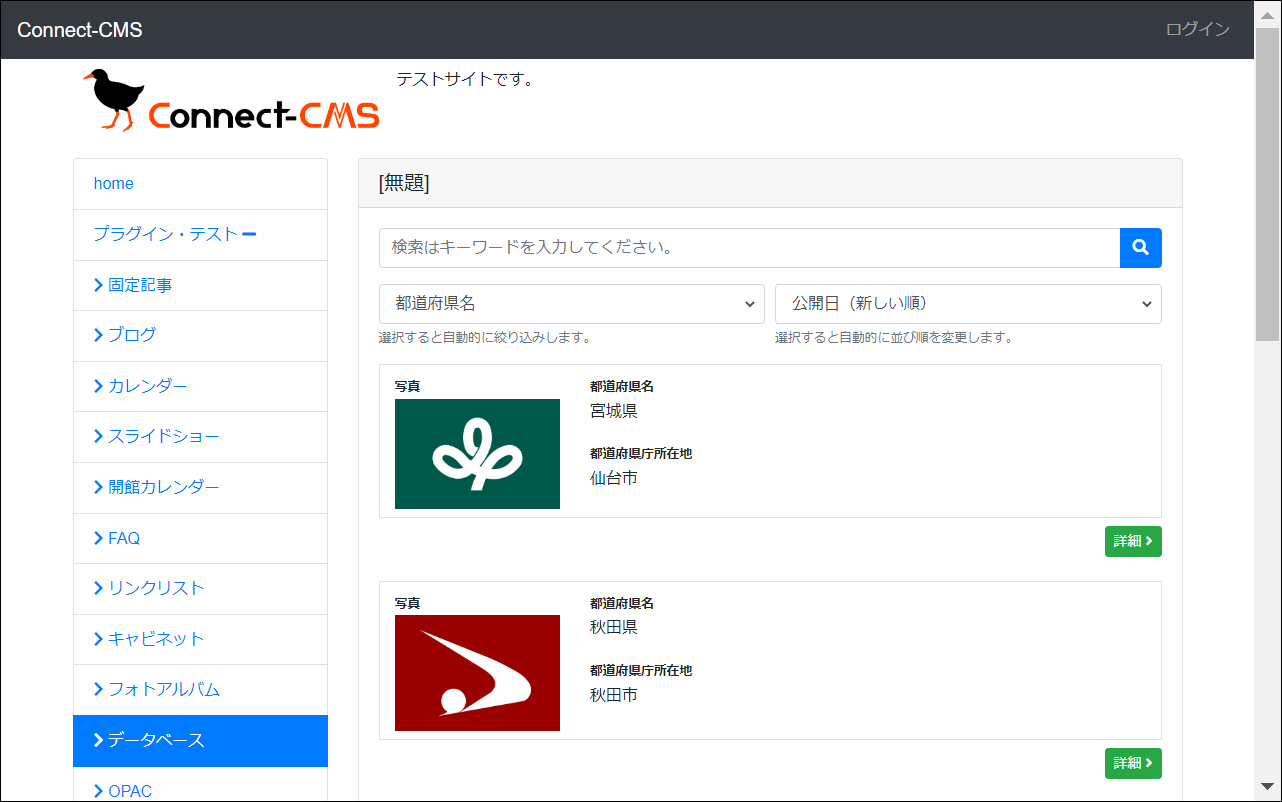 Connect-CMS
ログイン
Connect-CMS
テストサイトです。
home
プラグイン・テスト
固定記事
ブログ
カレンダー
スライドショー
開館カレンダー
FAQ
リンクリスト
キャビネット
フォトアルバム
データベース
OPAC
[無題]
検索はキーワードを入力してください。
都道府県名
公開日（新しい順）
選択すると自動的に絞り込みします。
選択すると自動的に並び順を変更します。
写真
都道府県名
宮城県
都道府県庁所在地
仙台市
詳細
写真
都道府県名
秋田県
都道府県庁所在地
秋田市
詳細